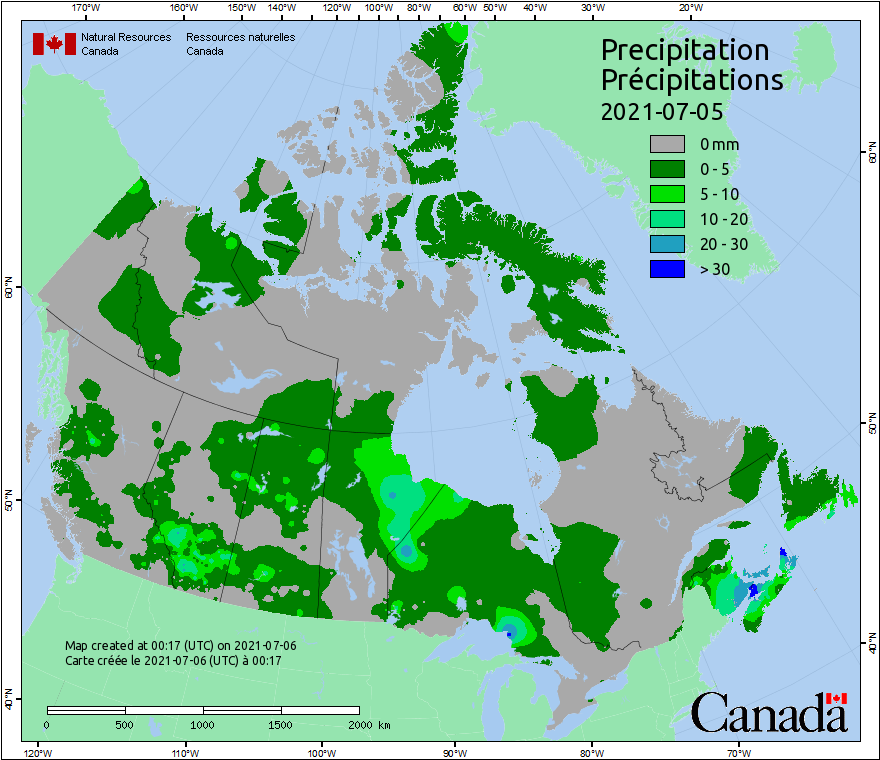 170°W 160°W 150°W 140°W 130°W 120°W 110°W 100°W 90°W 80°W 70°W 60°W 50°W 40°W 30°W 20°W
Natural Resources Ressources naturelles
Canada Canada
Precipitation
Précipitations
2021-07-05
0 mm
0 - 5
5 - 10
10 - 20
20 - 30
> 30
60°N
60°N
50°N
50°N
40°N
40°N
Map created at 00:17 (UTC) on 2021-07-06
Carte créée le 2021-07-06 (UTC) à 00:17
0 500 1000 1500 2000 km
Canada
120°W 110°W 100°W 90°W 80°W 70°W